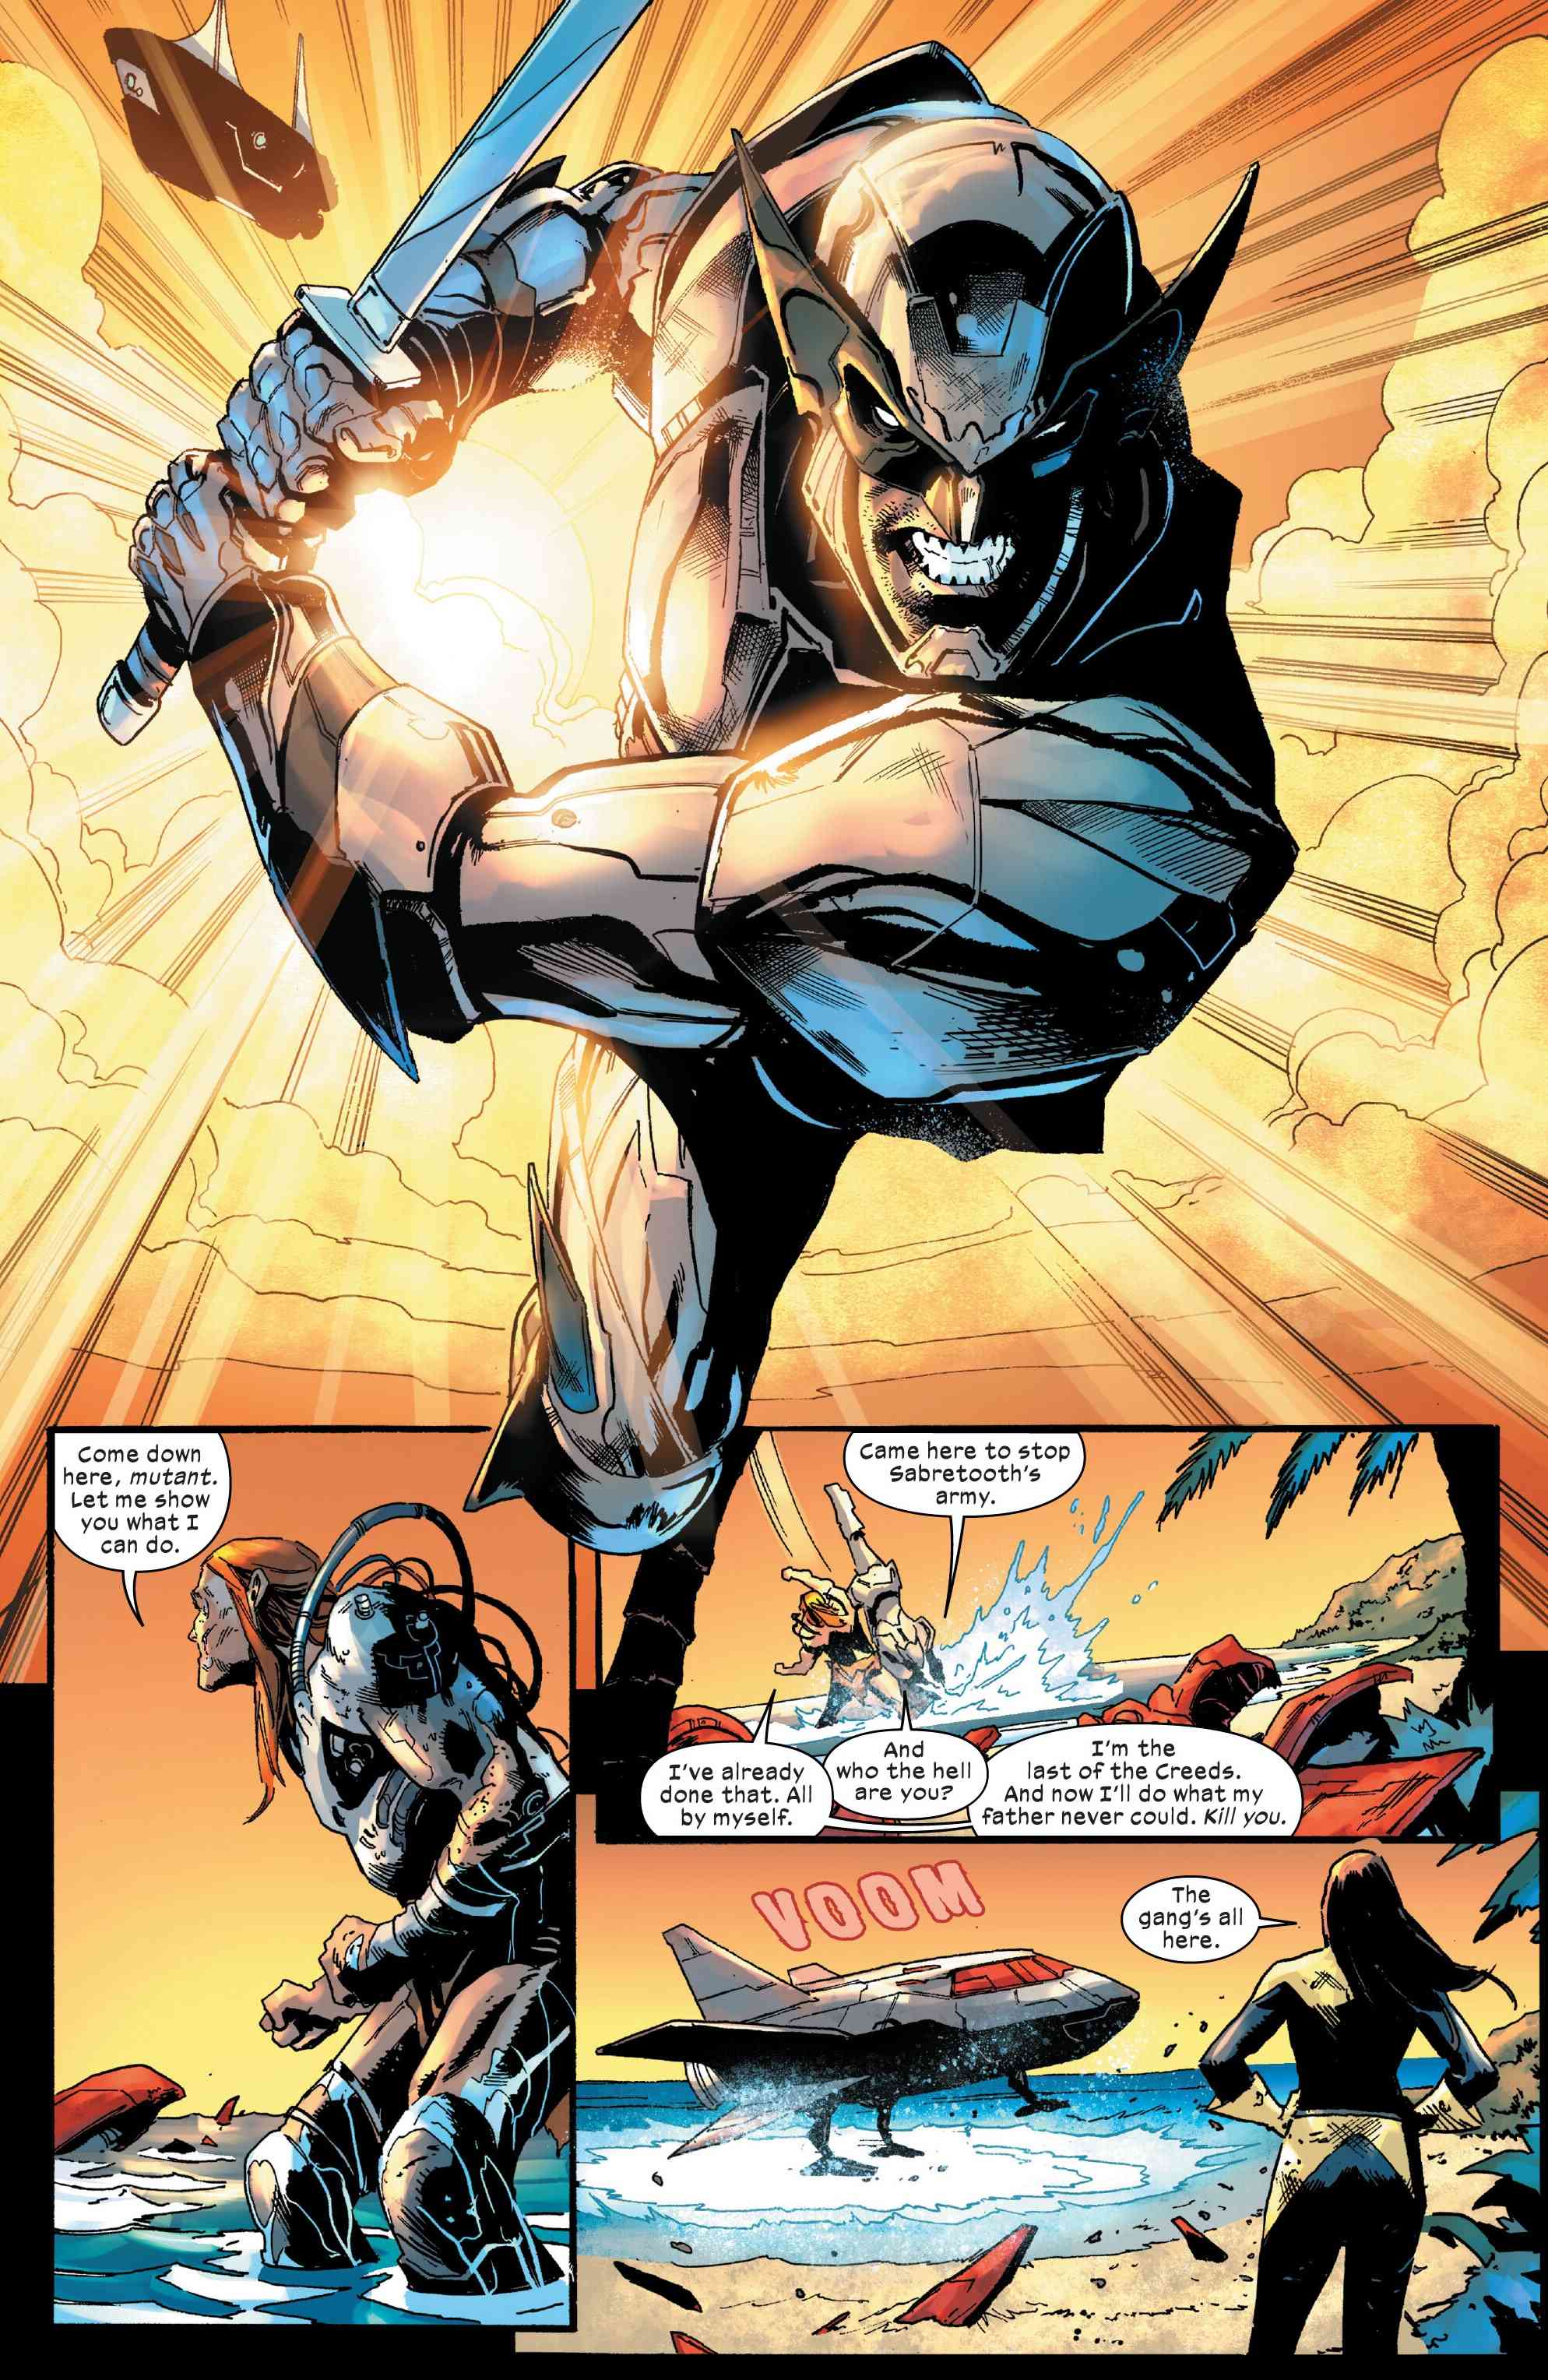 Come down
here, mutant.
Let me show
you what I
can do.
Came here to stop
Sabretooth's
army.
I've already
done that. All
by myself.
And
who the hell
are you?
I'm the
last of the Creeds.
And now I'll do what my
father never could. Kill you.
VOOM
The
gang's all
here.